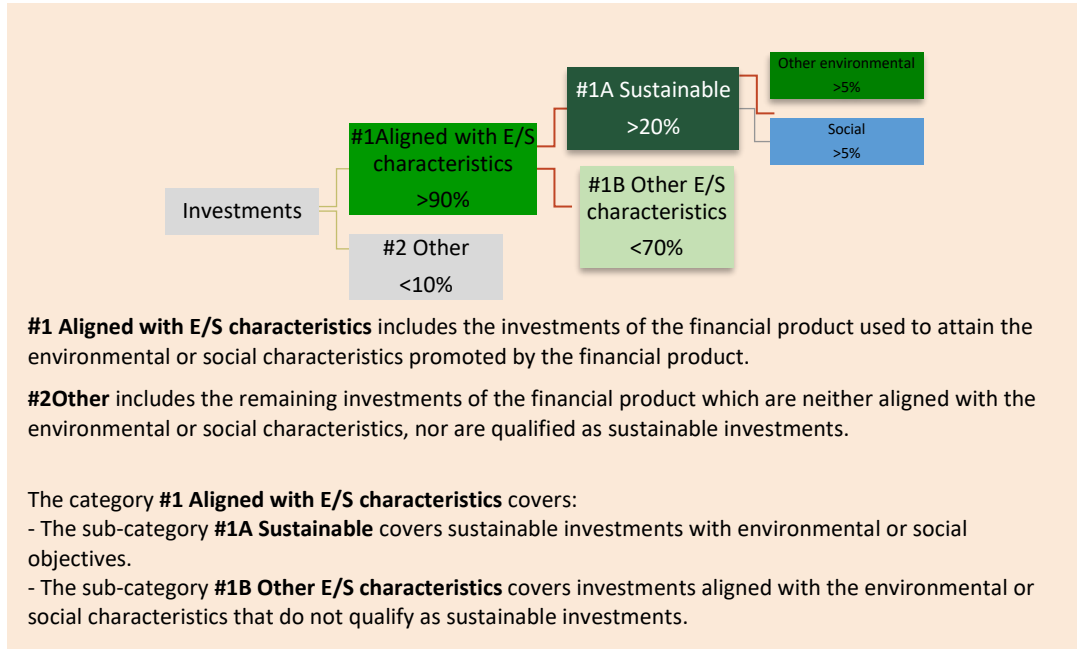 Other environmental
>5%
#1A Sustainable
>20%
Social
>5%
#1Aligned with E/S
characteristics
>90%
#1B Other E/S
characteristics
<70%
Investments
#2 Other
<10%
#1 Aligned with E/S characteristics includes the investments of the financial product used to attain the
environmental or social characteristics promoted by the financial product.
#2Other includes the remaining investments of the financial product which are neither aligned with the
environmental or social characteristics, nor are qualified as sustainable investments.
The category #1 Aligned with E/S characteristics covers:
- The sub-category #1A Sustainable covers sustainable investments with environmental or social
objectives.
- The sub-category #1B Other E/S characteristics covers investments aligned with the environmental or
social characteristics that do not qualify as sustainable investments.